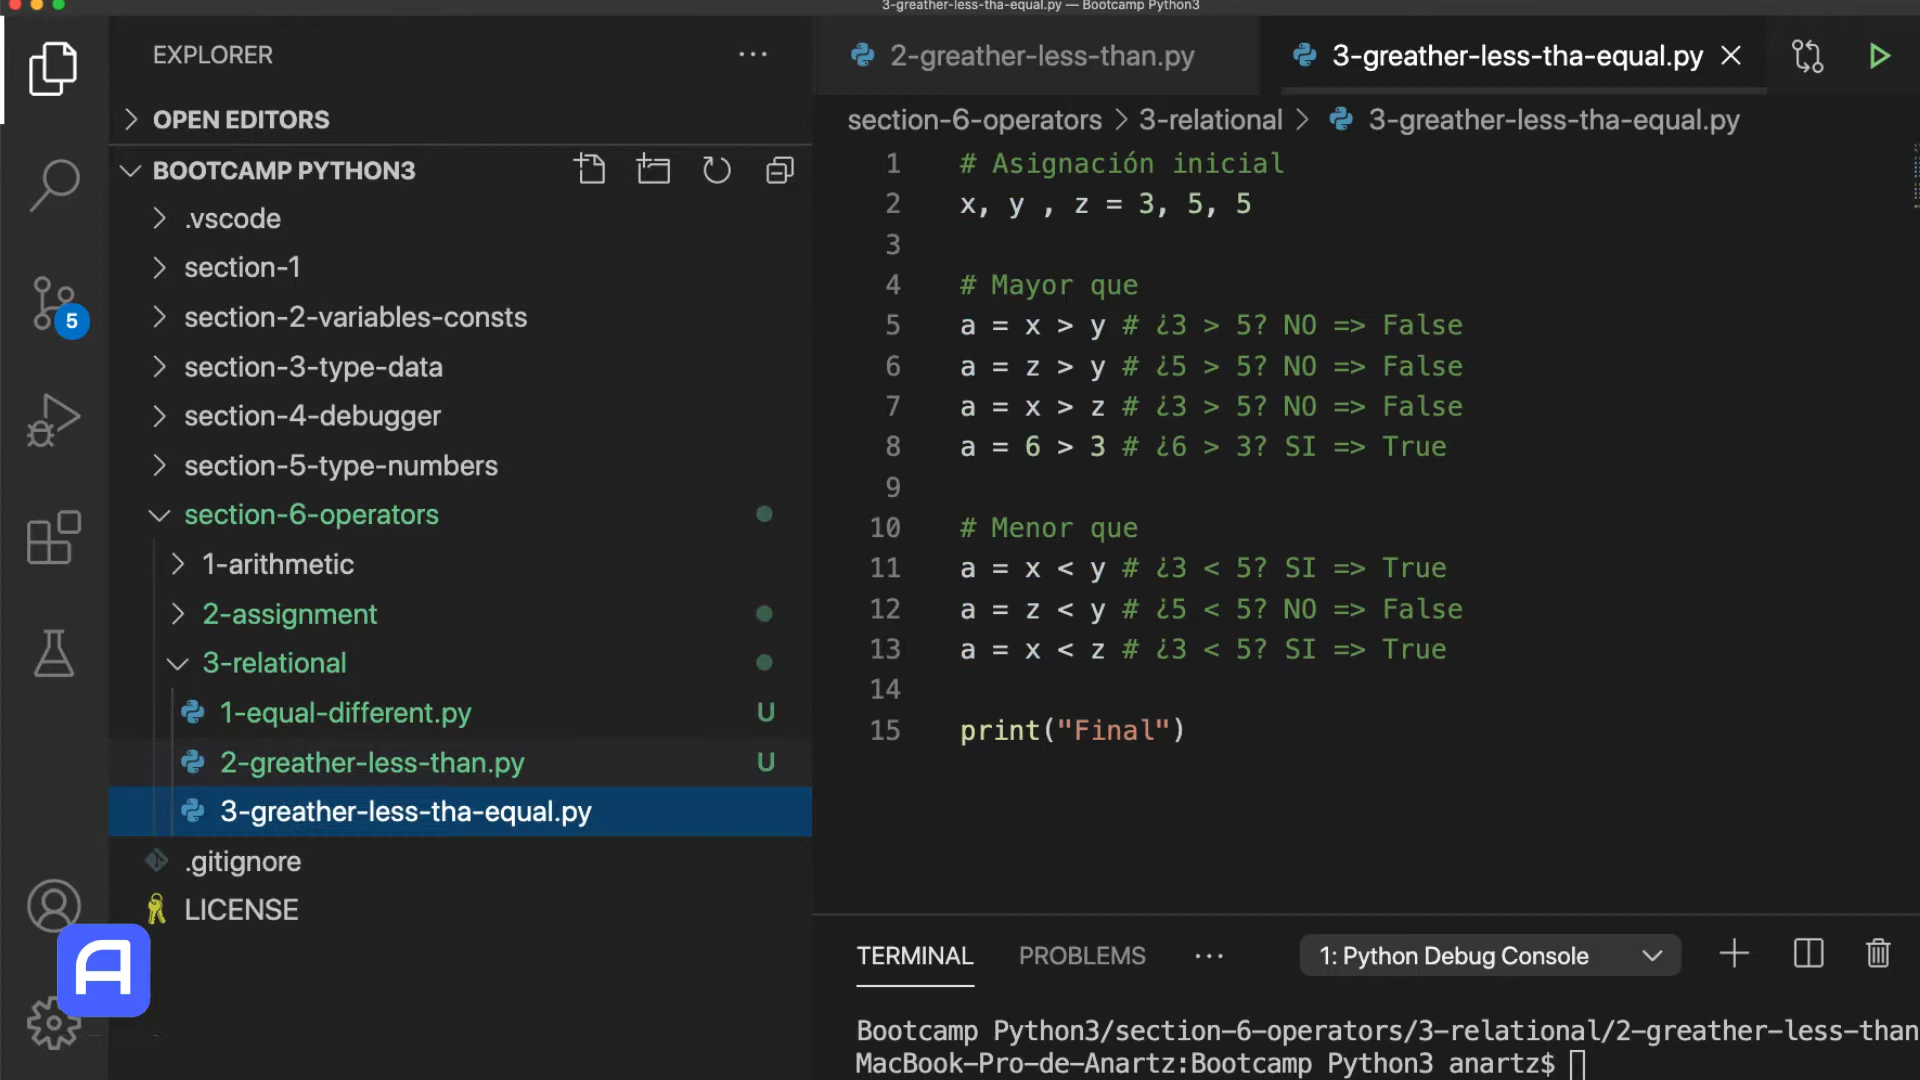 3-greather-less-tha-equal.py — Bootcamp Python3
EXPLORER
OPEN EDITORS
BOOTCAMP PYTHON3
.vscode
section-1
section-2-variables-consts
section-3-type-data
section-4-debugger
section-5-type-numbers
section-6-operators
1-arithmetic
2-assignment
3-relational
1-equal-different.py U
2-greather-less-than.py U
3-greather-less-tha-equal.py
.gitignore
LICENSE
5
A
2-greather-less-than.py 3-greather-less-tha-equal.py
section-6-operators > 3-relational > 3-greather-less-tha-equal.py
1 # Asignación inicial
2 x, y , z = 3, 5, 5
3
4 # Mayor que
5 a = x > y # ¿3 > 5? NO => False
6 a = z > y # ¿5 > 5? NO => False
7 a = x > z # ¿3 > 5? NO => False
8 a = 6 > 3 # ¿6 > 3? SI => True
9
10 # Menor que
11 a = x < y # ¿3 < 5? SI => True
12 a = z < y # ¿5 < 5? NO => False
13 a = x < z # ¿3 < 5? SI => True
14
15 print("Final")
TERMINAL PROBLEMS ··· 1: Python Debug Console
Bootcamp Python3/section-6-operators/3-relational/2-greather-less-than
MacBook-Pro-de-Anartz:Bootcamp Python3 anartz$